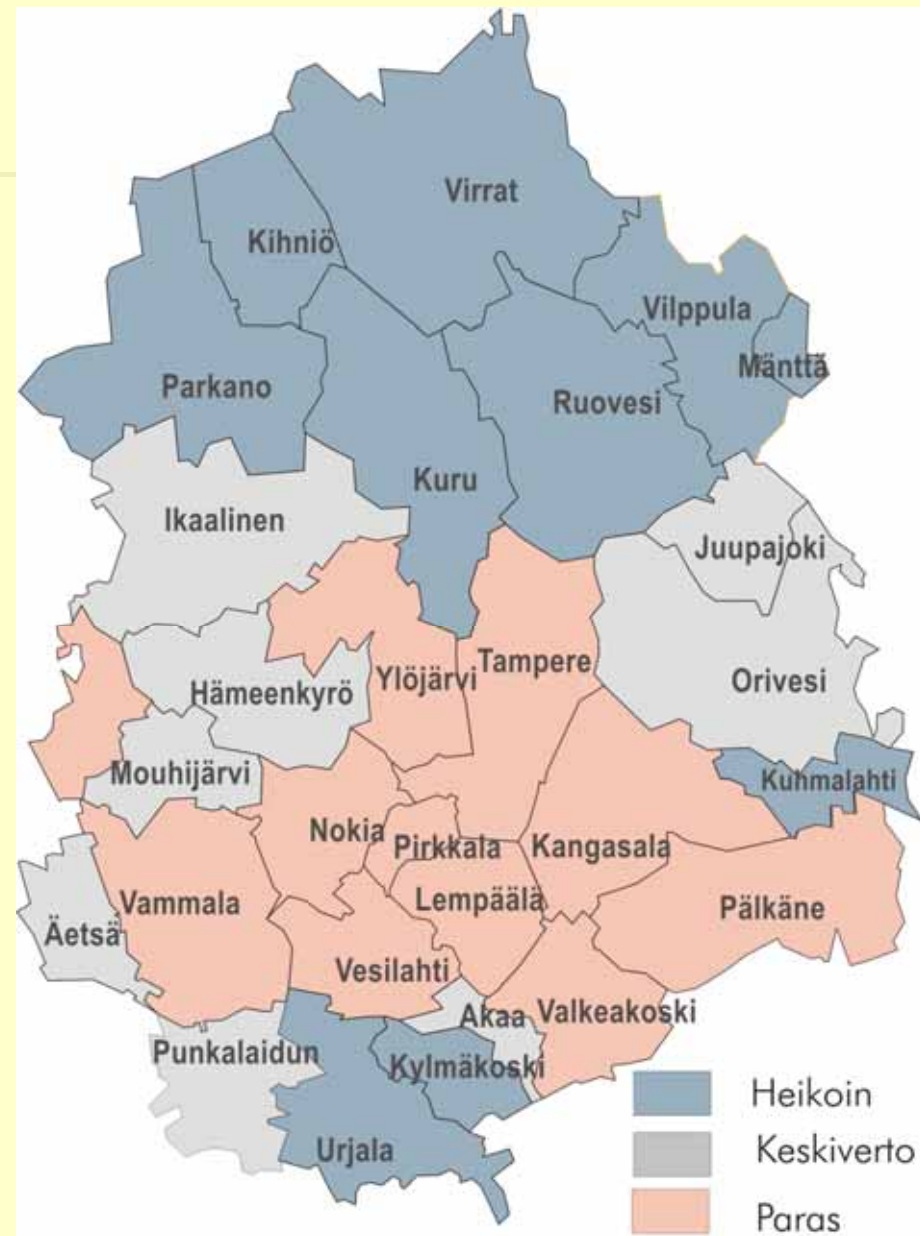 Virrat
Kihniö
Vilppula
Mänttä
Parkano
Ruovesi
Kuru
Ikaalinen
Juupajoki
Tampere
Ylöjärvi
Orivesi
Hämeenkyrö
Mouhijärvi
Kuhmalahti
Nokia
Pirkkala
Kangasala
Vammala
Lempäälä
Pälkäne
Äetsä
Vesilahti
Akaa
Valkeakoski
Punkalaidun
Kylmäkoski
Urjala
Heikoin
Keskiverto
Paras